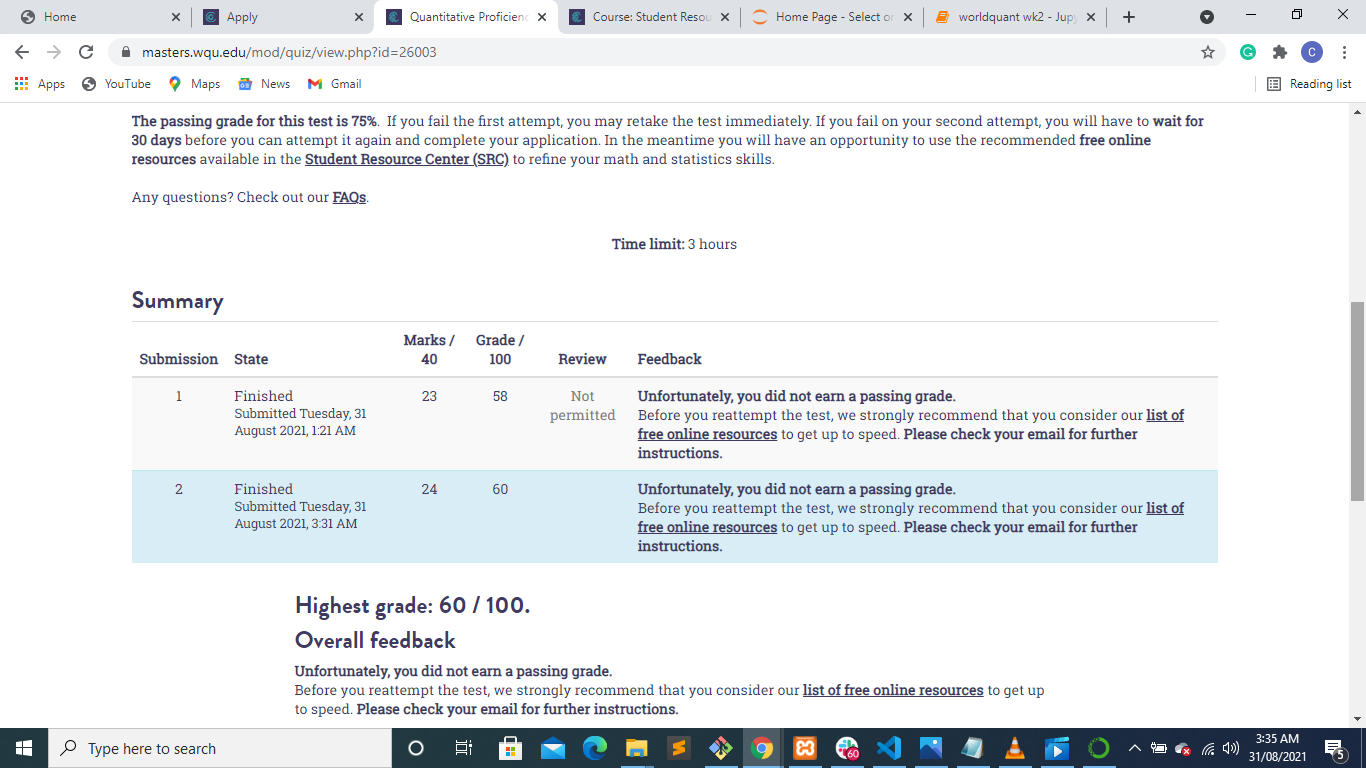 Home
Apply
Quantitative Proficien
Course: Student Resou
Home Page - Select or
worldquant wk2 - Jupy
masters.wqu.edu/mod/quiz/view.php?id=26003
C
Apps
YouTube
Maps
News
Gmail
Reading list
The passing grade for this test is 75%. If you fail the first attempt, you may retake the test immediately. If you fail on your second attempt, you will have to wait for
30 days before you can attempt it again and complete your application. In the meantime you will have an opportunity to use the recommended free online
resources available in the Student Resource Center (SRC) to refine your math and statistics skills.
Any questions? Check out our FAQs.
Time limit: 3 hours
Summary
Submission State Marks / 40 Grade / 100 Review Feedback
1 Finished 23 58 Not permitted Unfortunately, you did not earn a passing grade.
Submitted Tuesday, 31 Before you reattempt the test, we strongly recommend that you consider our list of
August 2021, 1:21 AM free online resources to get up to speed. Please check your email for further
instructions.
2 Finished 24 60 Unfortunately, you did not earn a passing grade.
Submitted Tuesday, 31 Before you reattempt the test, we strongly recommend that you consider our list of
August 2021, 3:31 AM free online resources to get up to speed. Please check your email for further
instructions.
Highest grade: 60 / 100.
Overall feedback
Unfortunately, you did not earn a passing grade.
Before you reattempt the test, we strongly recommend that you consider our list of free online resources to get up
to speed. Please check your email for further instructions.
Type here to search
60
3:35 AM
31/08/2021
5